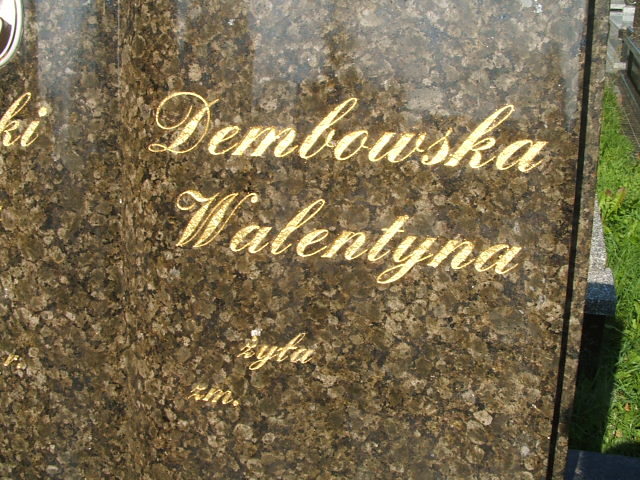 ki
Dembowska
Walentyna
żyła
r.
zm.